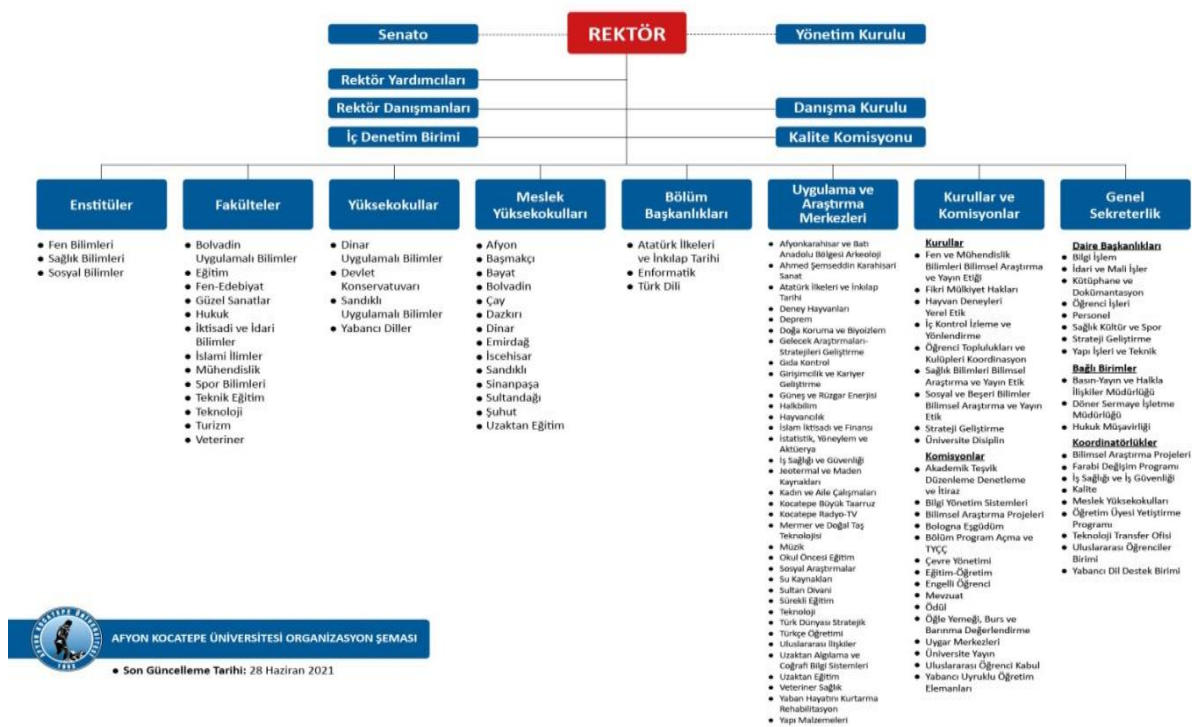 Senato
REKTÖR
Yönetim Kurulu
Rektör Yardımcıları
Rektör Danışmanları
Danışma Kurulu
İç Denetim Birimi
Kalite Komisyonu
Enstitüler
• Fen Bilimleri
• Sağlık Bilimleri
• Sosyal Bilimler
Fakülteler
• Bolvadin
Uygulamalı Bilimler
• Eğitim
• Fen-Edebiyat
• Güzel Sanatlar
• Hukuk
• İktisadi ve İdari
Bilimler
• İslami İlimler
• Mühendislik
• Spor Bilimleri
• Teknik Eğitim
• Teknoloji
• Turizm
• Veteriner
Yüksekokullar
• Dinar
Uygulamalı Bilimler
• Devlet
Konservatuvarı
• Sandıklı
Uygulamalı Bilimler
• Yabancı Diller
Meslek
Yüksekokulları
• Afyon
• Başmakçı
• Bayat
• Bolvadin
• Çay
• Dazkırı
• Dinar
• Emirdağ
• İscehisar
• Sandıklı
• Sinanpaşa
• Sultandağı
• Şuhut
• Uzaktan Eğitim
Bölüm
Başkanlıkları
• Atatürk İlkeleri
ve İnkılap Tarihi
• Enformatik
• Türk Dili
Uygulama ve
Araştırma
Merkezleri
• Afyonkarahisar ve Batı
Anadolu Bölgesi Arkeoloji
• Ahmed Şemseddin Karahisari
Sanat
• Atatürk İlkeleri ve İnkılap
Tarihi
• Deney Hayvanları
• Deprem
• Doğa Koruma ve Biyoizlem
• Gelecek Araştırmaları-
Stratejileri Geliştirme
• Gıda Kontrol
• Girişimcilik ve Kariyer
Geliştirme
• Güneş ve Rüzgar Enerjisi
• Halkbilim
• Hayvancılık
• İslam İktisadı ve Finansı
• İstatistik, Yöneylem ve
Aktüerya
• İş Sağlığı ve Güvenliği
• Jeotermal ve Maden
Kaynakları
• Kadın ve Aile Çalışmaları
• Kocatepe Büyük Taarruz
• Kocatepe Radyo-TV
• Mermer ve Doğal Taş
Teknolojisi
• Müzik
• Okul Öncesi Eğitim
• Sosyal Araştırmalar
• Su Kaynakları
• Sultan Divani
• Sürekli Eğitim
• Teknoloji
• Türk Dünyası Stratejik
• Türkçe Öğretimi
• Uluslararası İlişkiler
• Uzaktan Algılama ve
Coğrafi Bilgi Sistemleri
• Uzaktan Eğitim
• Veteriner Sağlık
• Yaban Hayatını Kurtarma
Rehabilitasyon
• Yapı Malzemeleri
Kurullar ve
Komisyonlar
Kurullar
• Fen ve Mühendislik
Bilimleri Bilimsel Araştırma
ve Yayın Etiği
• Fikri Mülkiyet Hakları
• Hayvan Deneyleri
Yerel Etik
• İç Kontrol İzleme ve
Yönlendirme
• Öğrenci Toplulukları ve
Kulüpleri Koordinasyon
• Sağlık Bilimleri Bilimsel
Araştırma ve Yayın Etik
• Sosyal ve Beşeri Bilimler
Bilimsel Araştırma ve Yayın
Etik
• Strateji Geliştirme
• Üniversite Disiplin
Komisyonlar
• Akademik Teşvik
Düzenleme Denetleme
ve İtiraz
• Bilgi Yönetim Sistemleri
• Bilimsel Araştırma Projeleri
• Bologna Eşgüdüm
• Bölüm Program Açma ve
TYÇÇ
• Çevre Yönetimi
• Eğitim-Öğretim
• Engelli Öğrenci
• Mevzuat
• Ödül
• Öğle Yemeği, Burs ve
Barınma Değerlendirme
• Uygar Merkezleri
• Üniversite Yayın
• Uluslararası Öğrenci Kabul
• Yabancı Uyruklu Öğretim
Elemanları
Genel
Sekreterlik
Daire Başkanlıkları
• Bilgi İşlem
• İdari ve Mali İşler
• Kütüphane ve
Dokümantasyon
• Öğrenci İşleri
• Personel
• Sağlık Kültür ve Spor
• Strateji Geliştirme
• Yapı İşleri ve Teknik
Bağlı Birimler
• Basın-Yayın ve Halkla
İlişkiler Müdürlüğü
• Döner Sermaye İşletme
Müdürlüğü
• Hukuk Müşavirliği
Koordinatörlükler
• Bilimsel Araştırma Projeleri
• Farabi Değişim Programı
• İş Sağlığı ve İş Güvenliği
• Kalite
• Meslek Yüksekokulları
• Öğretim Üyesi Yetiştirme
Programı
• Teknoloji Transfer Ofisi
• Uluslararası Öğrenciler
Birimi
• Yabancı Dil Destek Birimi
AFYON KOCATEPE ÜNİVERSİTESİ
1992
AFYON KOCATEPE ÜNİVERSİTESİ ORGANİZASYON ŞEMASI
• Son Güncelleme Tarihi: 28 Haziran 2021